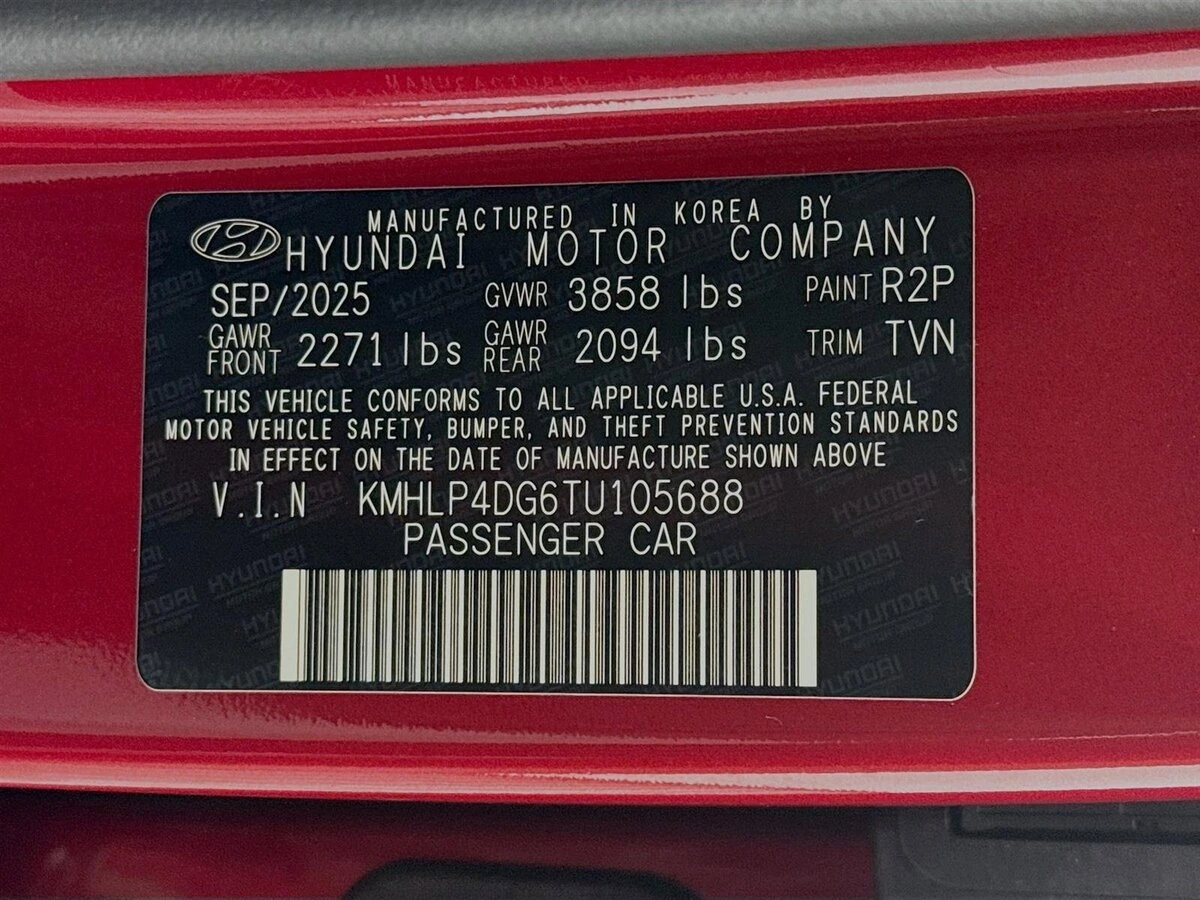 MANUFACTURED IN KOREA BY
HYUNDAI MOTOR COMPANY
SEP/2025 GVWR 3858 lbs PAINT R2P
GAWR FRONT 2271 lbs GAWR REAR 2094 lbs TRIM TVN
THIS VEHICLE CONFORMS TO ALL APPLICABLE U.S.A. FEDERAL
MOTOR VEHICLE SAFETY, BUMPER, AND THEFT PREVENTION STANDARDS
IN EFFECT ON THE DATE OF MANUFACTURE SHOWN ABOVE
V.I.N KMHLP4DG6TU105688
PASSENGER CAR